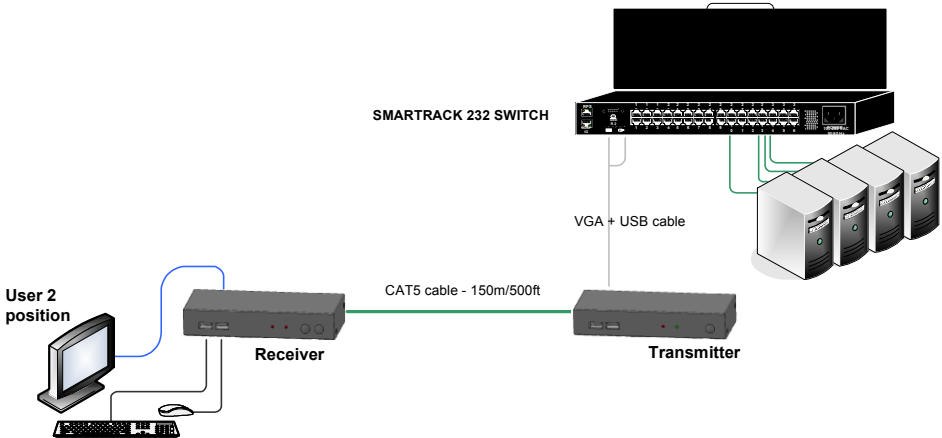 SMARTRACK 232 SWITCH
VGA + USB cable
CAT5 cable - 150m/500ft
User 2
position
Receiver
Transmitter